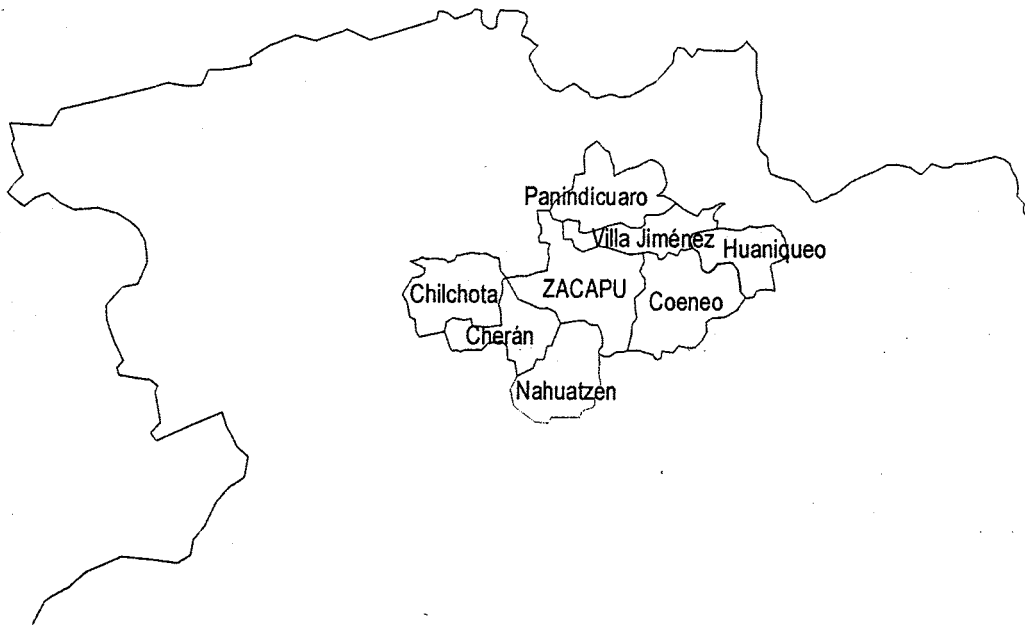 Panindicuaro
Villa Jiménez
Huaniqueo
Chilchota
ZACAPU
Coeneo
Cherán
Nahuatzen